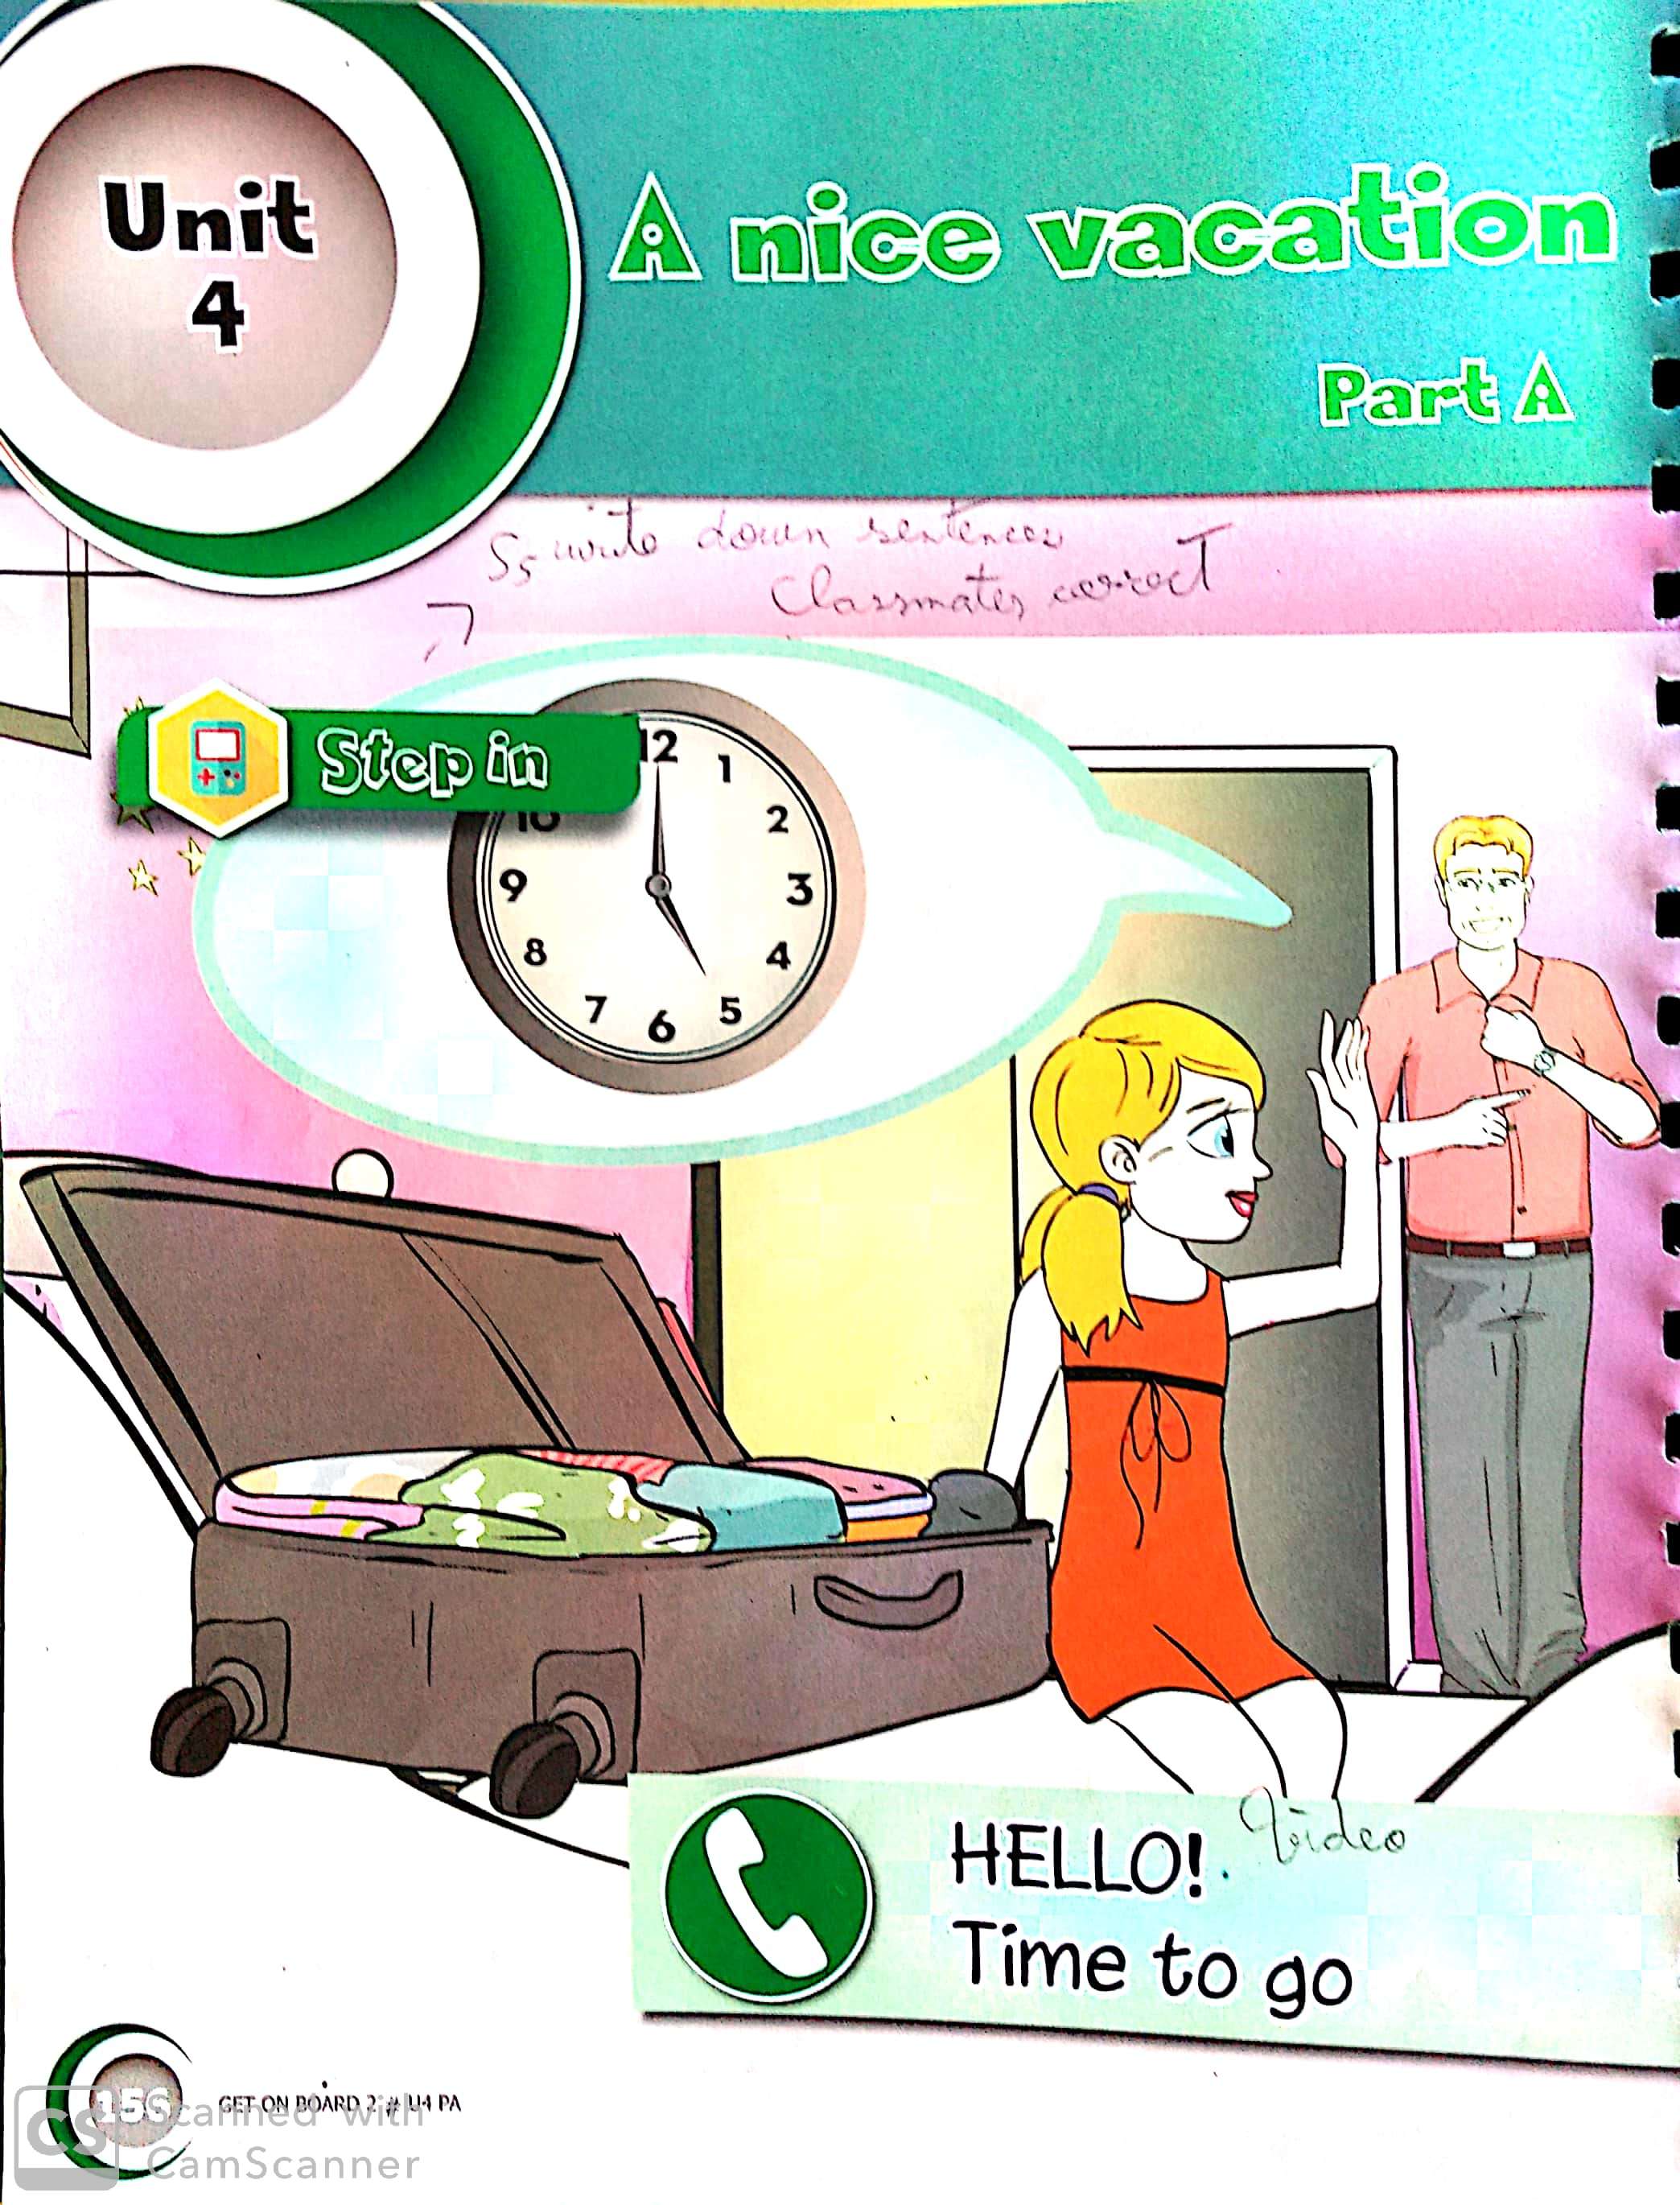 Unit
4
A nice vacation
Part A
Ss write down sentences
Classmates correct
Step in
12
1
2
3
4
5
6
7
8
9
10
HELLO!. Video
Time to go
156 GET ON BOARD 2 # U4 PA
CS Scanned with
CamScanner